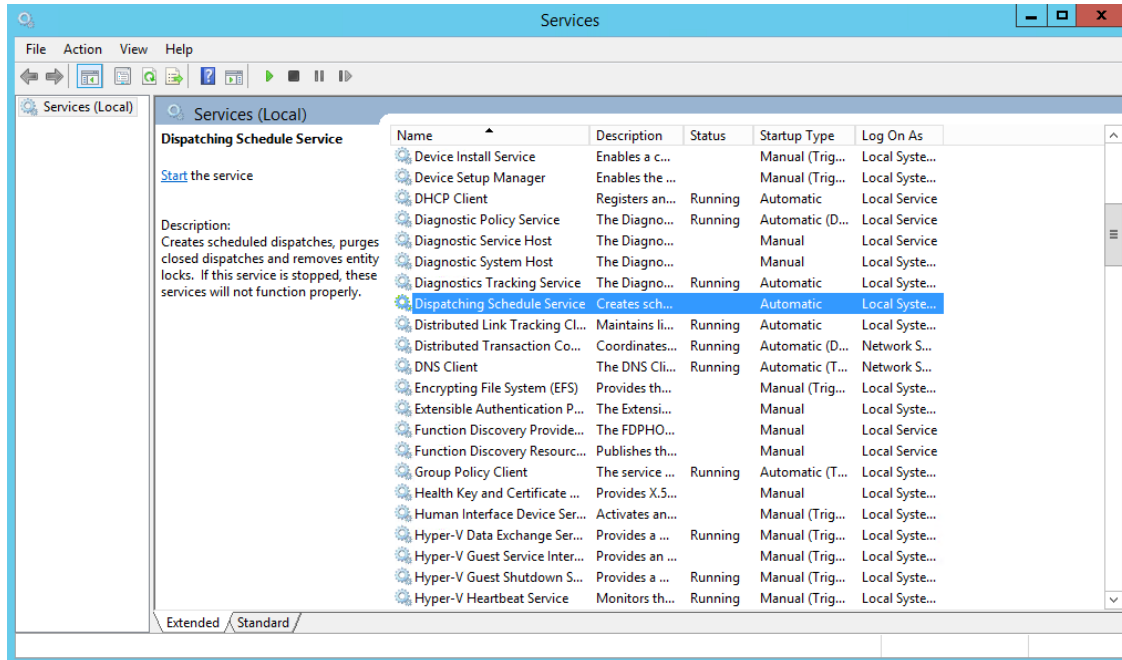 Services
File Action View Help
Services (Local)
Services (Local)
Dispatching Schedule Service
Start the service
Description:
Creates scheduled dispatches, purges
closed dispatches and removes entity
locks. If this service is stopped, these
services will not function properly.
Name Description Status Startup Type Log On As
Device Install Service Enables a c... Manual (Trig... Local Syste...
Device Setup Manager Enables the ... Manual (Trig... Local Syste...
DHCP Client Registers an... Running Automatic Local Service
Diagnostic Policy Service The Diagno... Running Automatic (D... Local Service
Diagnostic Service Host The Diagno... Manual Local Service
Diagnostic System Host The Diagno... Manual Local Syste...
Diagnostics Tracking Service The Diagno... Running Automatic Local Syste...
Dispatching Schedule Service Creates sch... Automatic Local Syste...
Distributed Link Tracking Cl... Maintains li... Running Automatic Local Syste...
Distributed Transaction Co... Coordinates... Running Automatic (D... Network S...
DNS Client The DNS Cli... Running Automatic (T... Network S...
Encrypting File System (EFS) Provides th... Manual (Trig... Local Syste...
Extensible Authentication P... The Extensi... Manual Local Syste...
Function Discovery Provide... The FDPHO... Manual Local Service
Function Discovery Resourc... Publishes th... Manual Local Service
Group Policy Client The service ... Running Automatic (T... Local Syste...
Health Key and Certificate ... Provides X.5... Manual Local Syste...
Human Interface Device Ser... Activates an... Manual (Trig... Local Syste...
Hyper-V Data Exchange Ser... Provides a ... Running Manual (Trig... Local Syste...
Hyper-V Guest Service Inter... Provides an ... Manual (Trig... Local Syste...
Hyper-V Guest Shutdown S... Provides a ... Running Manual (Trig... Local Syste...
Hyper-V Heartbeat Service Monitors th... Running Manual (Trig... Local Syste...
Extended Standard